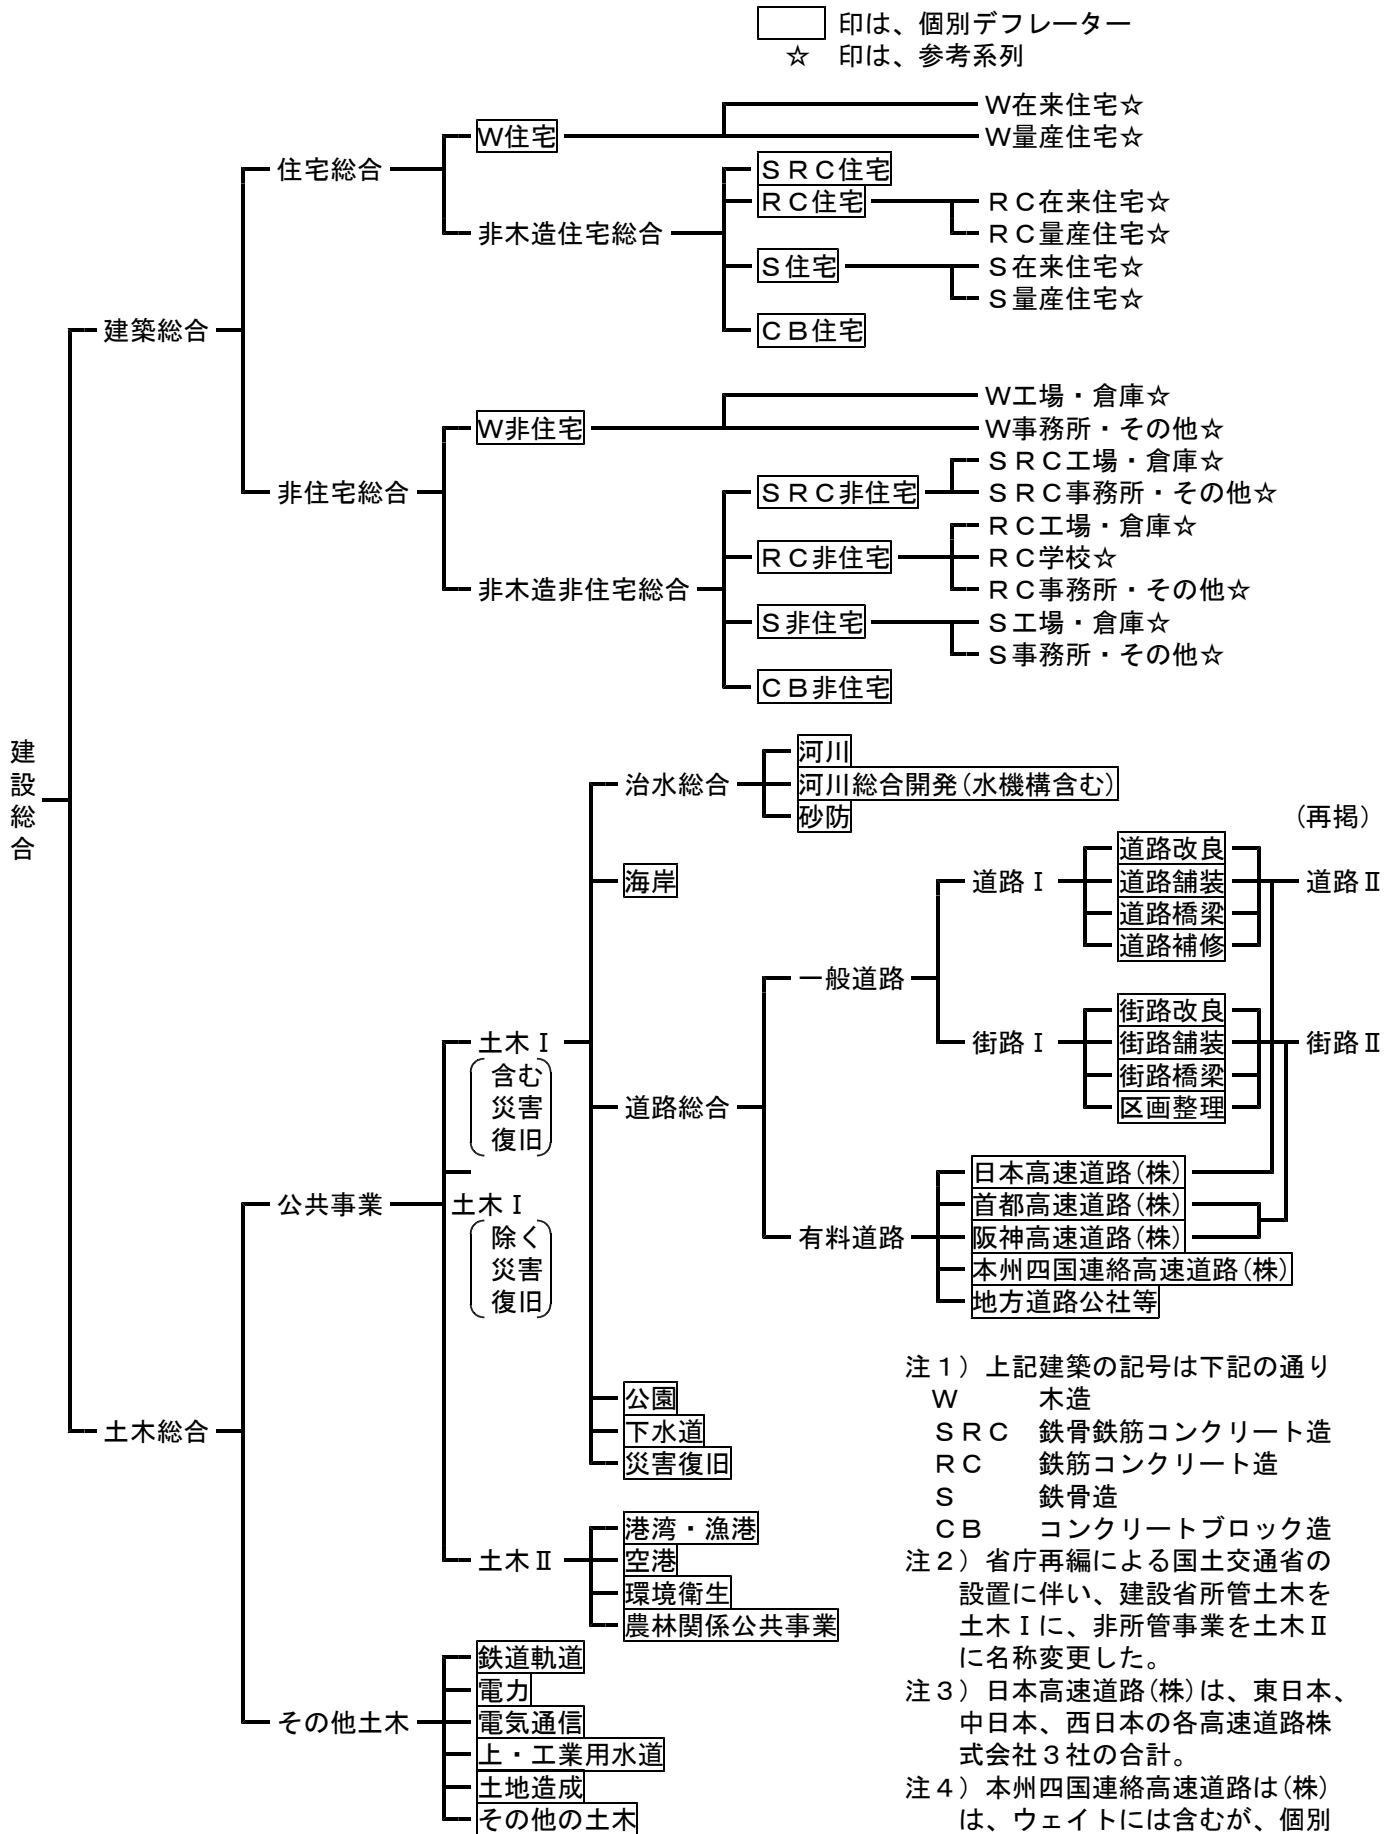 印は、個別デフレーター
☆ 印は、参考系列
建設総合
建築総合
住宅総合
W住宅
W在来住宅☆
W量産住宅☆
非木造住宅総合
SRC住宅
RC住宅
RC在来住宅☆
RC量産住宅☆
S住宅
S在来住宅☆
S量産住宅☆
CB住宅
非住宅総合
W非住宅
W工場・倉庫☆
W事務所・その他☆
非木造非住宅総合
SRC非住宅
SRC工場・倉庫☆
SRC事務所・その他☆
RC非住宅
RC工場・倉庫☆
RC学校☆
RC事務所・その他☆
S非住宅
S工場・倉庫☆
S事務所・その他☆
CB非住宅
土木総合
公共事業
土木Ⅰ
含む
災害
復旧
土木Ⅰ
除く
災害
復旧
治水総合
河川
河川総合開発(水機構含む)
砂防
海岸
道路総合
一般道路
道路Ⅰ
道路改良
道路舗装
道路橋梁
道路補修
(再掲)
道路Ⅱ
街路Ⅰ
街路改良
街路舗装
街路橋梁
区画整理
街路Ⅱ
有料道路
日本高速道路(株)
首都高速道路(株)
阪神高速道路(株)
本州四国連絡高速道路(株)
地方道路公社等
公園
下水道
災害復旧
土木Ⅱ
港湾・漁港
空港
環境衛生
農林関係公共事業
その他土木
鉄道軌道
電力
電気通信
上・工業用水道
土地造成
その他の土木
注1)上記建築の記号は下記の通り
W 木造
SRC 鉄骨鉄筋コンクリート造
RC 鉄筋コンクリート造
S 鉄骨造
CB コンクリートブロック造
注2)省庁再編による国土交通省の
設置に伴い、建設省所管土木を
土木Ⅰに、非所管事業を土木Ⅱ
に名称変更した。
注3)日本高速道路(株)は、東日本、
中日本、西日本の各高速道路株
式会社3社の合計。
注4)本州四国連絡高速道路は(株)
は、ウェイトには含むが、個別